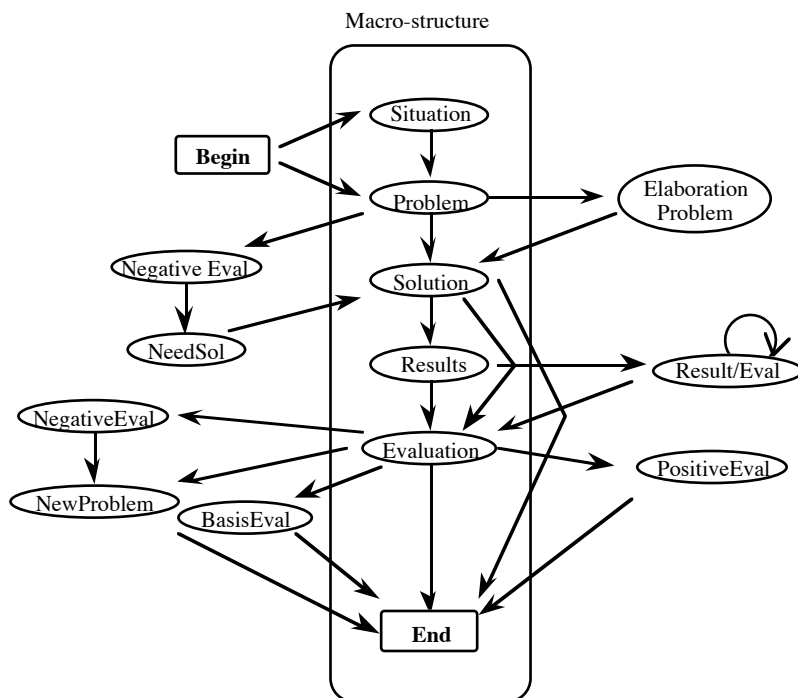 Macro-structure
Situation
Begin
Problem
Elaboration
Problem
Negative Eval
Solution
NeedSol
Results
Result/Eval
NegativeEval
Evaluation
PositiveEval
NewProblem
BasisEval
End